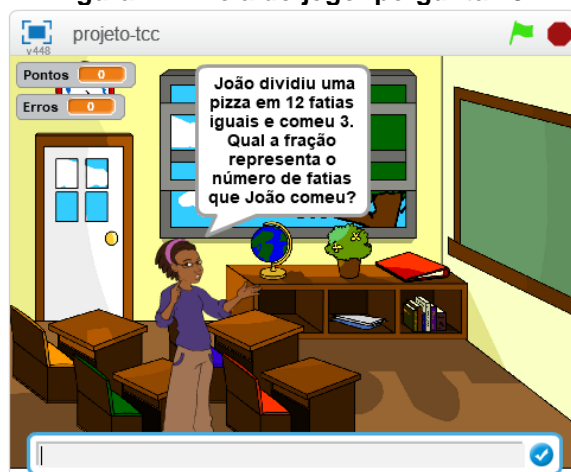 projeto-tcc
v448
Pontos 0
Erros 0
João dividiu uma
pizza em 12 fatias
iguais e comeu 3.
Qual a fração
representa o
número de fatias
que João comeu?